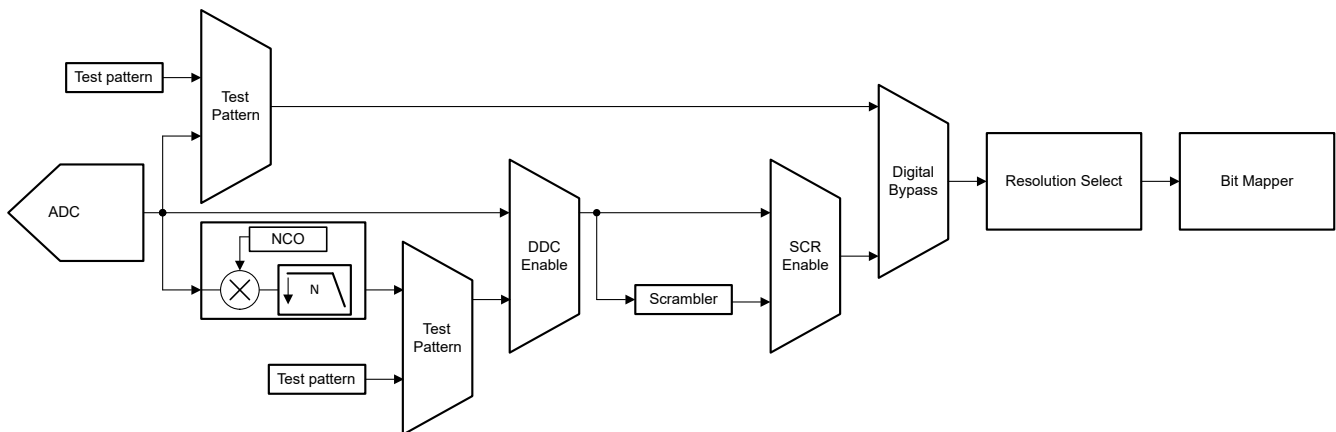 Test pattern
Test
Pattern
ADC
NCO
N
Test
Pattern
Test pattern
DDC
Enable
Scrambler
SCR
Enable
Digital
Bypass
Resolution Select
Bit Mapper